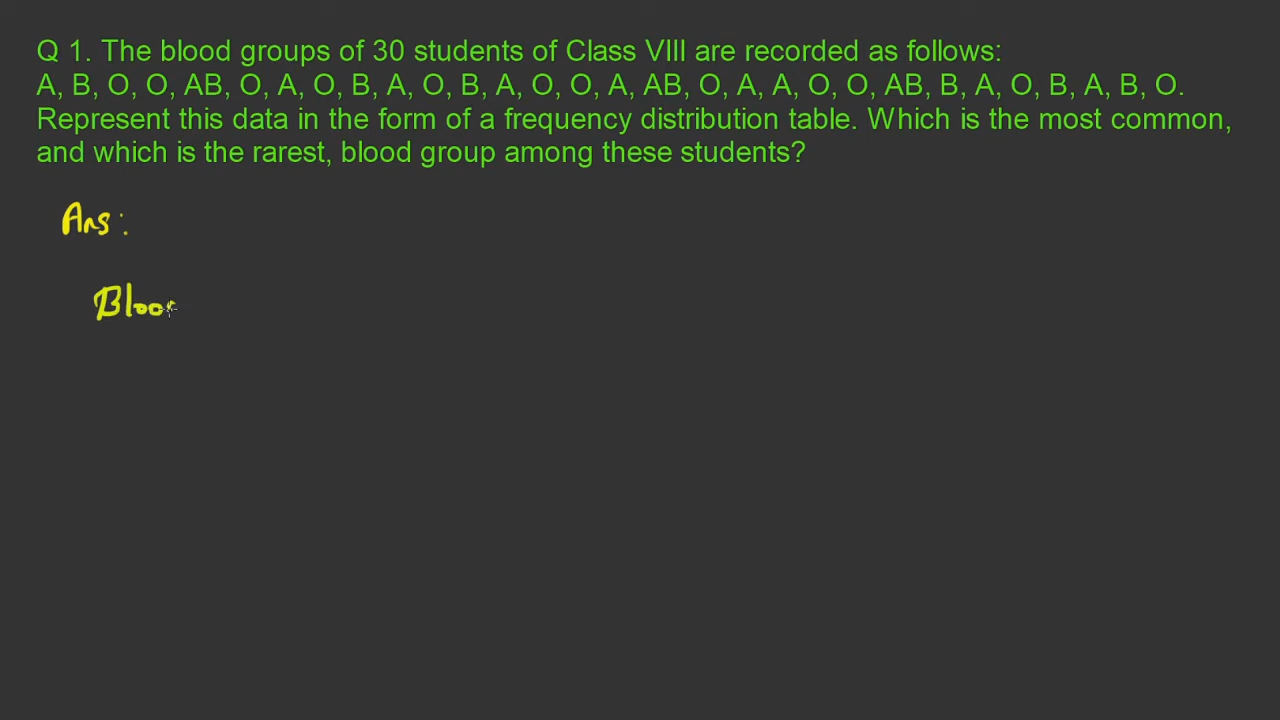 Q 1. The blood groups of 30 students of Class VIII are recorded as follows:
A, B, O, O, AB, O, A, O, B, A, O, B, A, O, O, A, AB, O, A, A, O, O, AB, B, A, O, B, A, B, O.
Represent this data in the form of a frequency distribution table. Which is the most common,
and which is the rarest, blood group among these students?
Ans:
Bloo